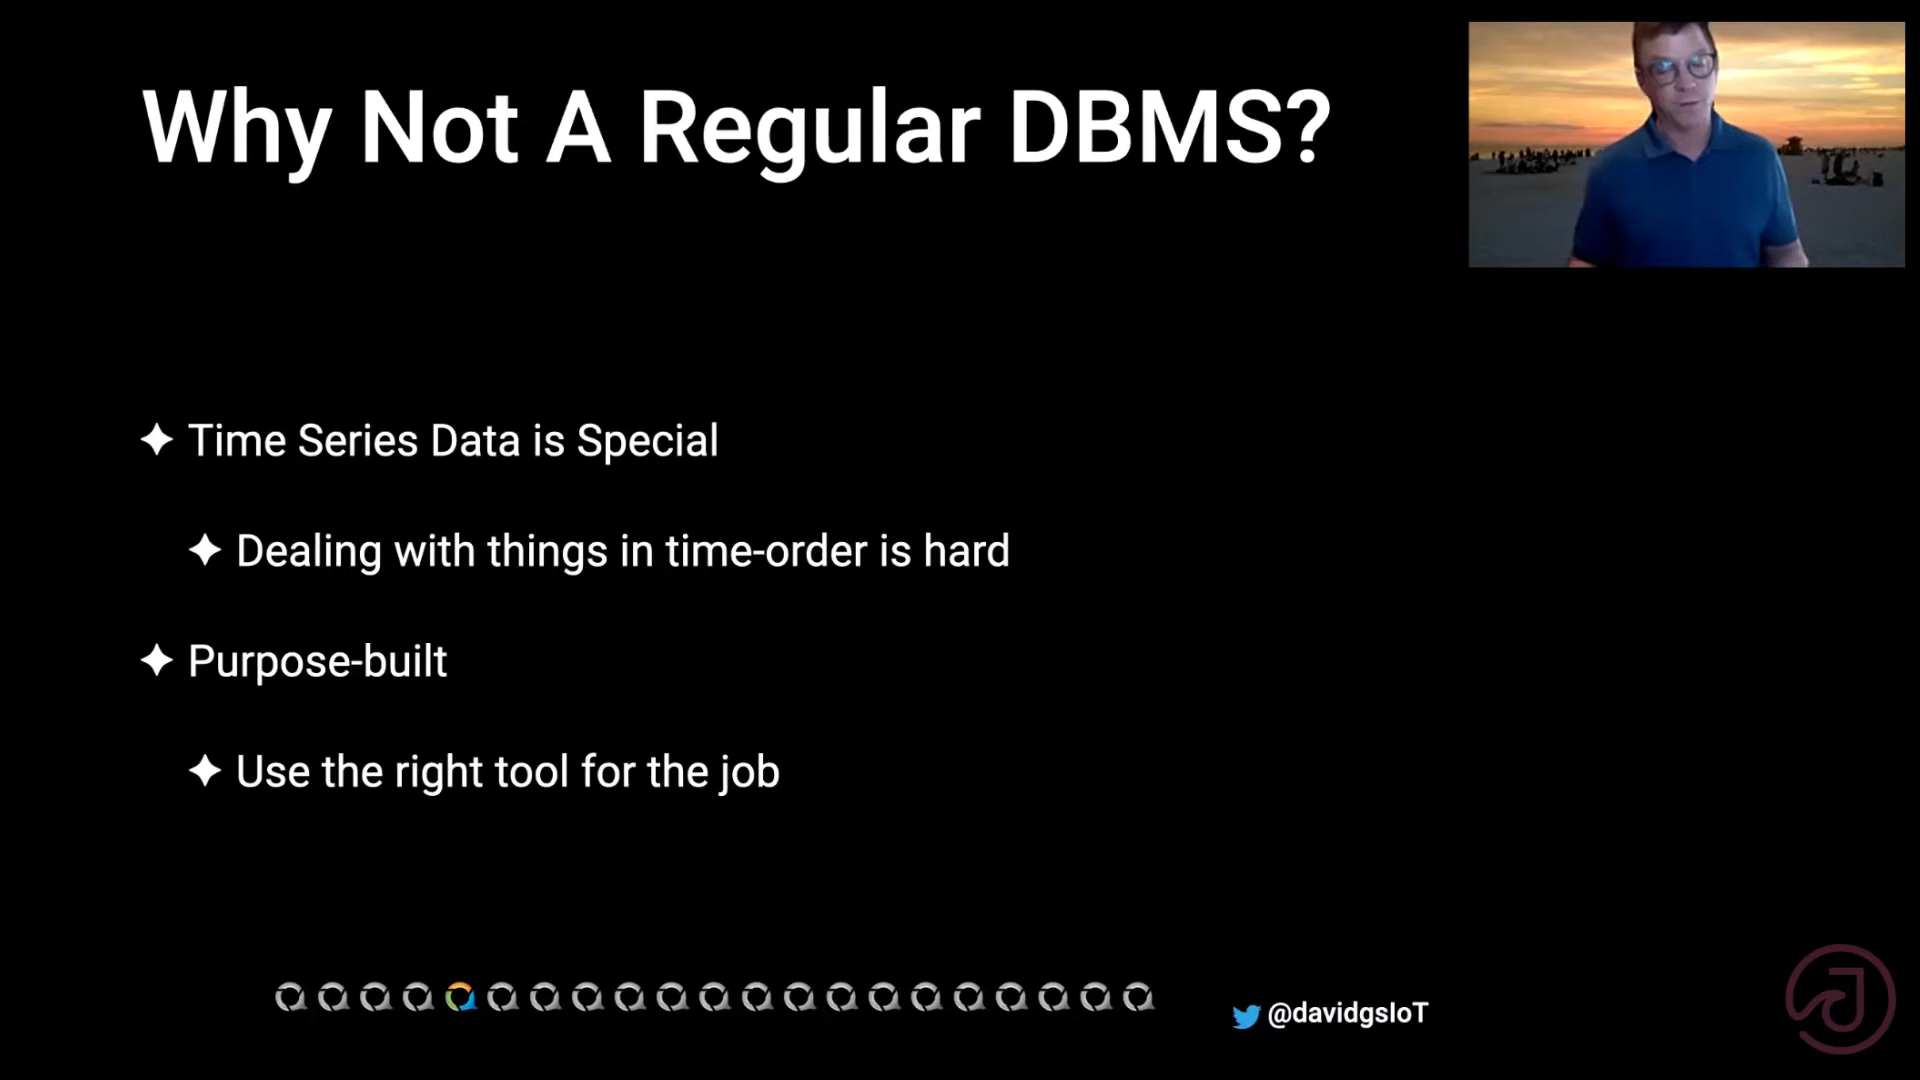 Why Not A Regular DBMS?
Time Series Data is Special
Dealing with things in time-order is hard
Purpose-built
Use the right tool for the job
@davidgsIoT